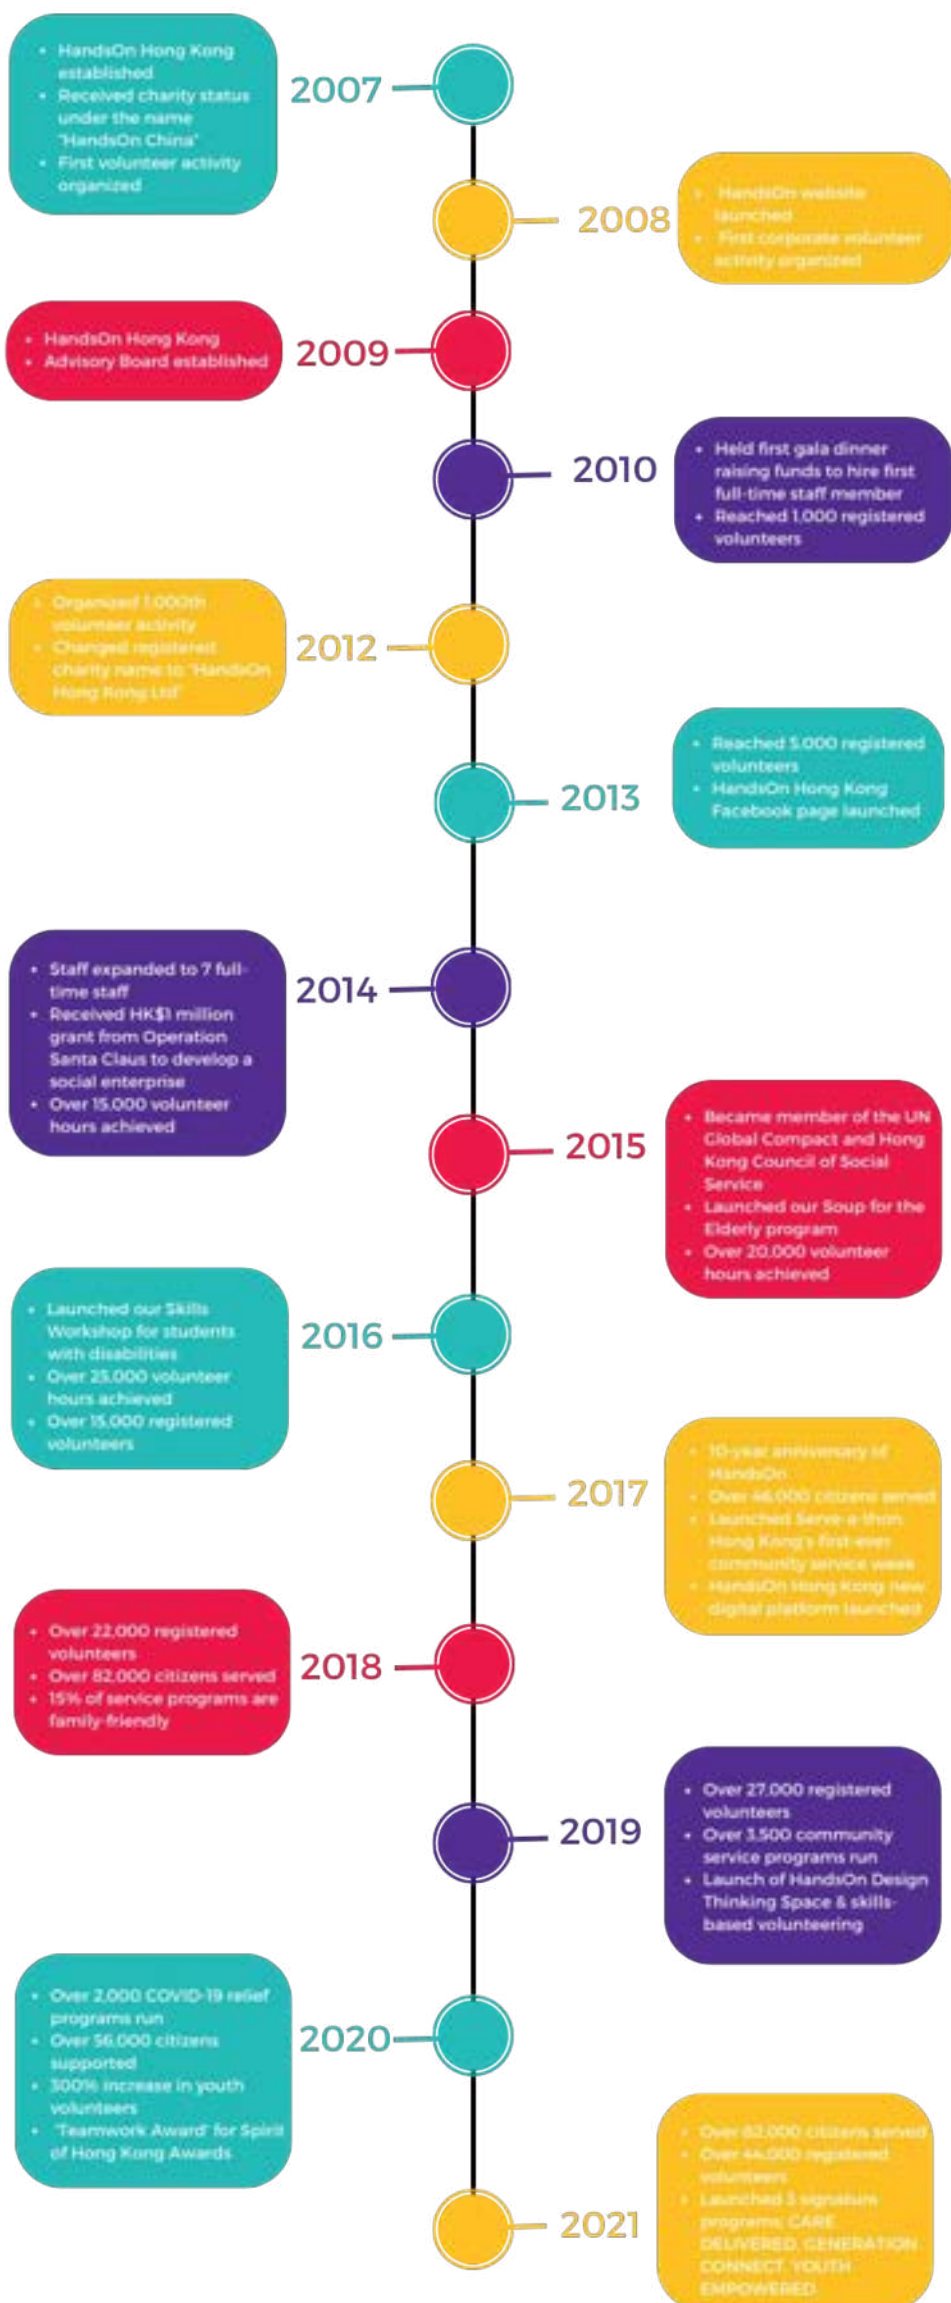 2007
• HandsOn Hong Kong
established
• Received charity status
under the name
"HandsOn China"
• First volunteer activity
organized
2008
• HandsOn website
launched
• First corporate volunteer
activity organized
2009
• HandsOn Hong Kong
• Advisory Board established
2010
• Held first gala dinner
raising funds to hire first
full-time staff member
• Reached 1,000 registered
volunteers
2012
• Organized 1,000th
volunteer activity
• Changed registered
charity name to "HandsOn
Hong Kong Ltd"
2013
• Reached 5,000 registered
volunteers
• HandsOn Hong Kong
Facebook page launched
2014
• Staff expanded to 7 full-
time staff
• Received HK$1 million
grant from Operation
Santa Claus to develop a
social enterprise
• Over 15,000 volunteer
hours achieved
2015
• Became member of the UN
Global Compact and Hong
Kong Council of Social
Service
• Launched our Soup for the
Elderly program
• Over 20,000 volunteer
hours achieved
2016
• Launched our Skills
Workshop for students
with disabilities
• Over 25,000 volunteer
hours achieved
• Over 15,000 registered
volunteers
2017
• 10-year anniversary of
HandsOn
• Over 46,000 citizens served
• Launched Serve-a-thon
Hong Kong's first-ever
community service week
• HandsOn Hong Kong new
digital platform launched
2018
• Over 22,000 registered
volunteers
• Over 82,000 citizens served
• 15% of service programs are
family-friendly
2019
• Over 27,000 registered
volunteers
• Over 3,500 community
service programs run
• Launch of HandsOn Design
Thinking Space & skills-
based volunteering
2020
• Over 2,000 COVID-19 relief
programs run
• Over 56,000 citizens
supported
• 300% increase in youth
volunteers
• "Teamwork Award" for Spirit
of Hong Kong Awards
2021
• Over 62,000 citizens served
• Over 44,000 registered
volunteers
• Launched 3 signature
programs: CARE
DELIVERED, GENERATION
CONNECT, YOUTH
EMPOWERED